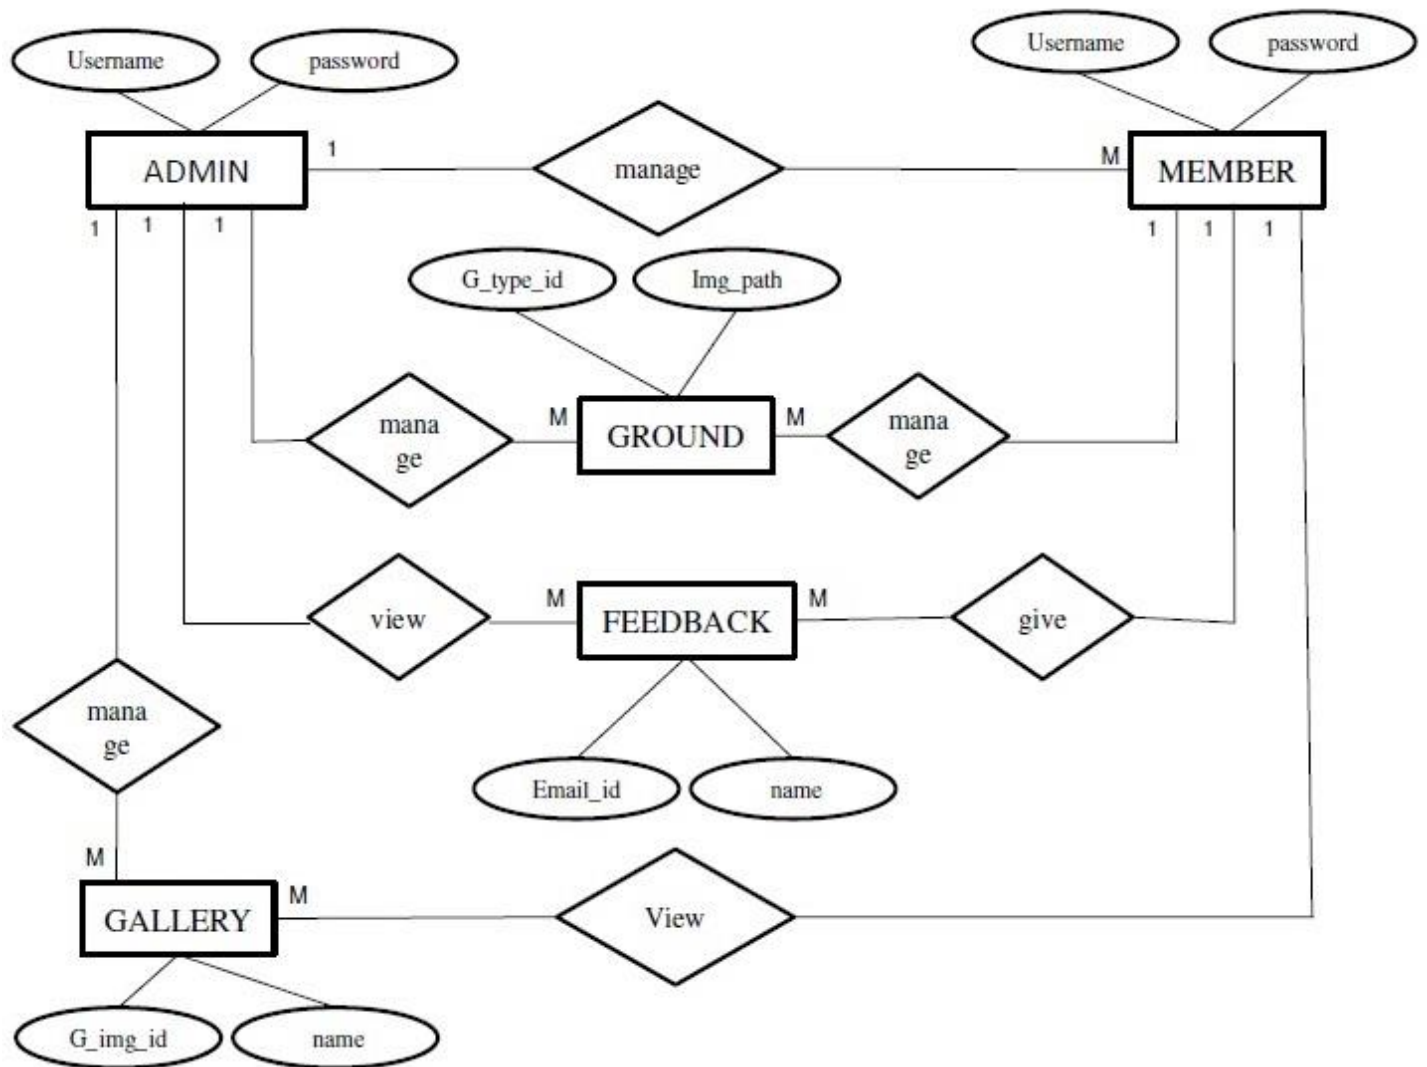 Username
password
Username
password
ADMIN
1
manage
M
MEMBER
1
1
1
1
1
1
G_type_id
Img_path
mana
ge
M
GROUND
M
mana
ge
view
M
FEEDBACK
M
give
mana
ge
Email_id
name
M
GALLERY
M
View
G_img_id
name